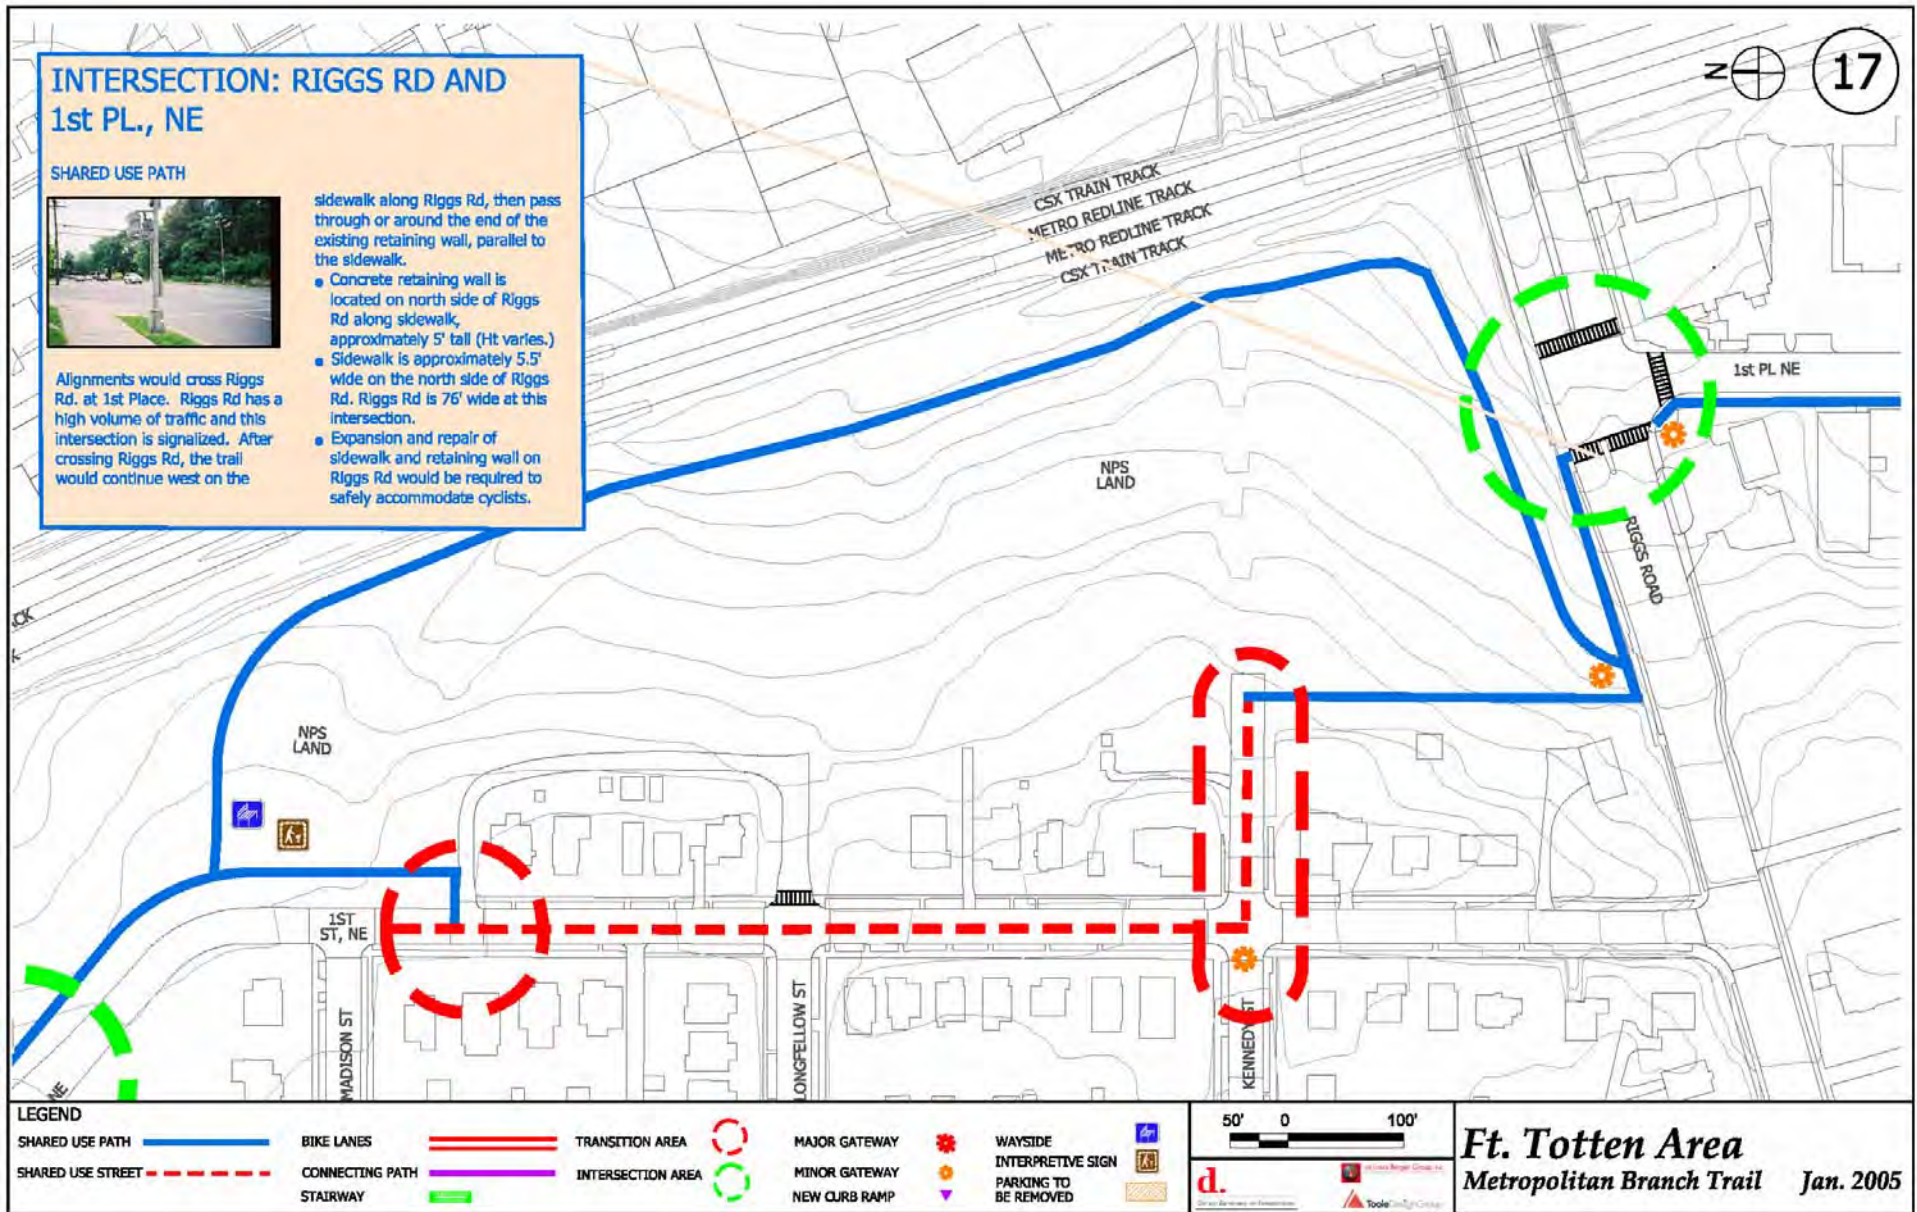 INTERSECTION: RIGGS RD AND
1st PL., NE
SHARED USE PATH
Alignments would cross Riggs
Rd. at 1st Place. Riggs Rd has a
high volume of traffic and this
intersection is signalized. After
crossing Riggs Rd, the trail
would continue west on the
sidewalk along Riggs Rd, then pass
through or around the end of the
existing retaining wall, parallel to
the sidewalk.
Concrete retaining wall is
located on north side of Riggs
Rd along sidewalk,
approximately 5' tall (Ht varies.)
Sidewalk is approximately 5.5'
wide on the north side of Riggs
Rd. Riggs Rd is 76' wide at this
intersection.
Expansion and repair of
sidewalk and retaining wall on
Riggs Rd would be required to
safely accommodate cyclists.
N
17
CSX TRAIN TRACK
METRO REDLINE TRACK
METRO REDLINE TRACK
CSX TRAIN TRACK
1st PL NE
NPS
LAND
RIGGS ROAD
NPS
LAND
1ST
ST, NE
MADISON ST
LONGFELLOW ST
KENNEDY ST
NE
LEGEND
SHARED USE PATH
SHARED USE STREET
BIKE LANES
CONNECTING PATH
STAIRWAY
TRANSITION AREA
INTERSECTION AREA
MAJOR GATEWAY
MINOR GATEWAY
NEW CURB RAMP
WAYSIDE
INTERPRETIVE SIGN
PARKING TO
BE REMOVED
50' 0 100'
d.
Toole Design Group
Ft. Totten Area
Metropolitan Branch Trail Jan. 2005